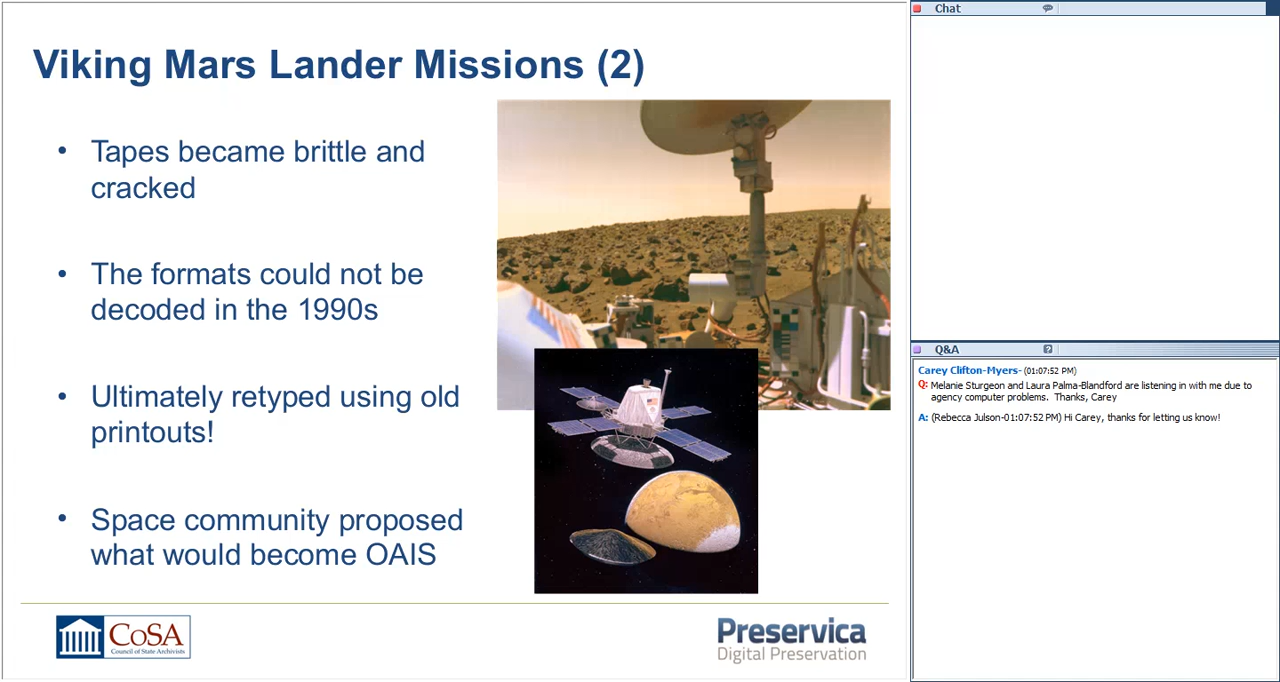 Viking Mars Lander Missions (2)
• Tapes became brittle and
cracked
• The formats could not be
decoded in the 1990s
• Ultimately retyped using old
printouts!
• Space community proposed
what would become OAIS
CoSA
Council of State Archivists
Preservica
Digital Preservation
Chat
Q&A
Carey Clifton-Myers- (01:07:52 PM)
Q: Melanie Sturgeon and Laura Palma-Blandford are listening in with me due to
agency computer problems. Thanks, Carey
A: (Rebecca Julson-01:07:52 PM) Hi Carey, thanks for letting us know!